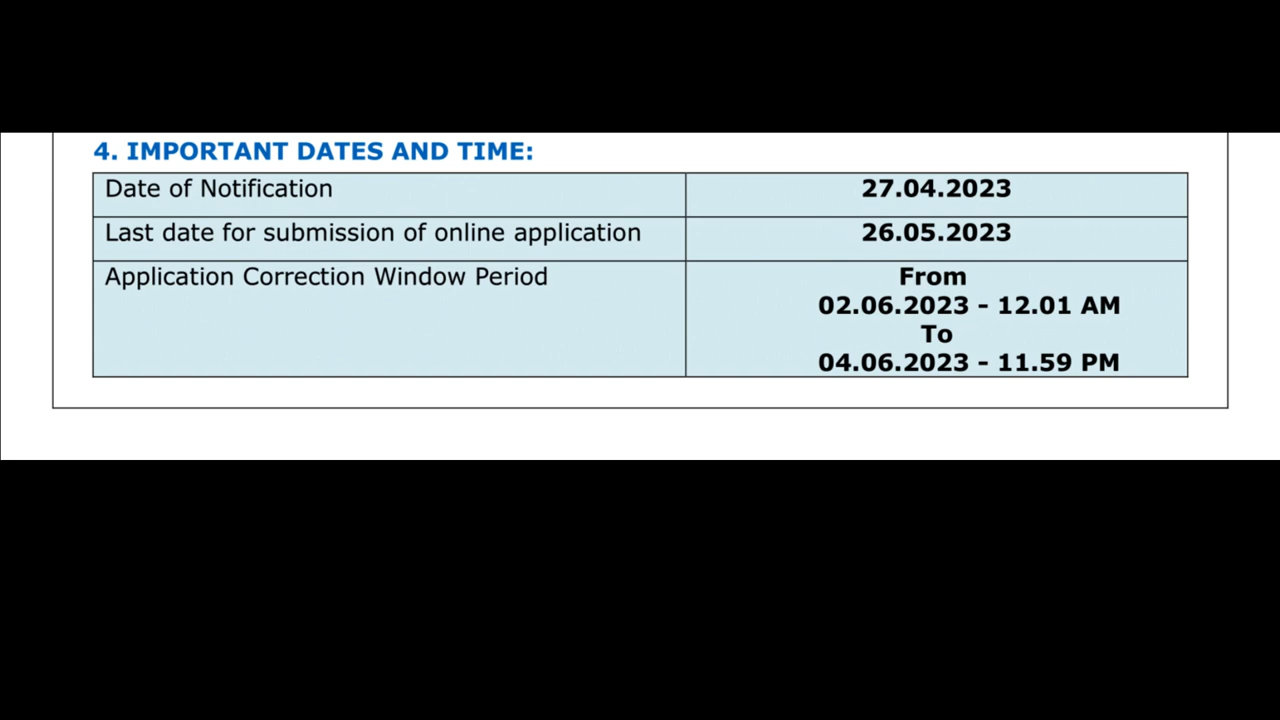 4. IMPORTANT DATES AND TIME:
Date of Notification 27.04.2023
Last date for submission of online application 26.05.2023
Application Correction Window Period From
02.06.2023 - 12.01 AM
To
04.06.2023 - 11.59 PM